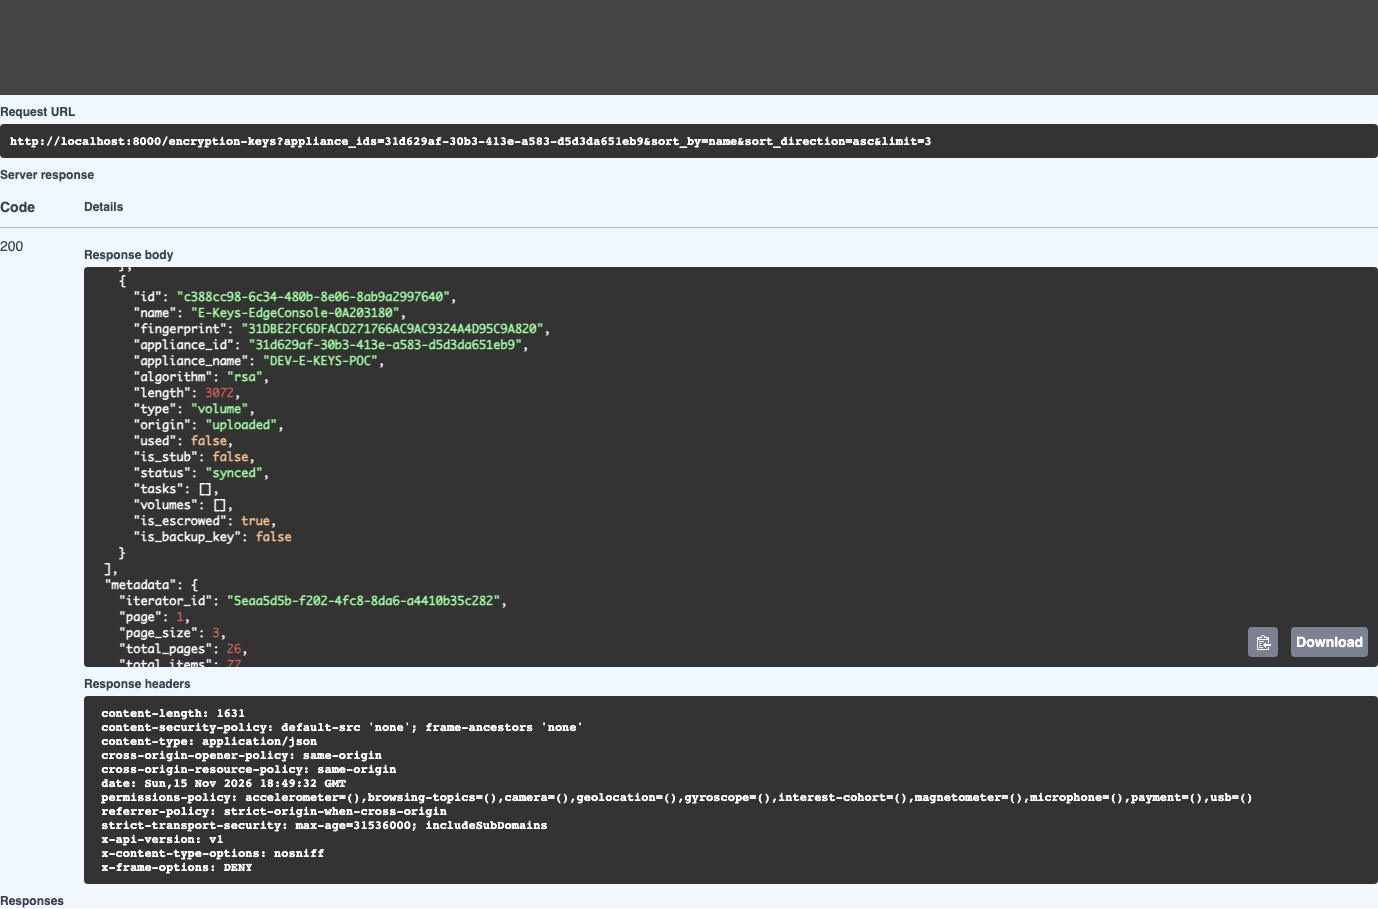 Request URL
http://localhost:8000/encryption-keys?appliance_ids=31d629af-30b3-413e-a583-d5d3da651eb9&sort_by=name&sort_direction=asc&limit=3
Server response
Code Details
200
Response body
},
{
"id": "c388cc98-6c34-480b-8e06-8ab9a2997640",
"name": "E-Keys-EdgeConsole-0A203180",
"fingerprint": "31DBE2FC6DFACD271766AC9AC9324A4D95C9A820",
"appliance_id": "31d629af-30b3-413e-a583-d5d3da651eb9",
"appliance_name": "DEV-E-KEYS-POC",
"algorithm": "rsa",
"length": 3072,
"type": "volume",
"origin": "uploaded",
"used": false,
"is_stub": false,
"status": "synced",
"tasks": [],
"volumes": [],
"is_escrowed": true,
"is_backup_key": false
}
],
"metadata": {
"iterator_id": "5eaa5d5b-f202-4fc8-8da6-a4410b35c282",
"page": 1,
"page_size": 3,
"total_pages": 26,
"total_items": 77
Download
Response headers
content-length: 1631
content-security-policy: default-src 'none'; frame-ancestors 'none'
content-type: application/json
cross-origin-opener-policy: same-origin
cross-origin-resource-policy: same-origin
date: Sun,15 Nov 2026 18:49:32 GMT
permissions-policy: accelerometer=(),browsing-topics=(),camera=(),geolocation=(),gyroscope=(),interest-cohort=(),magnetometer=(),microphone=(),payment=(),usb=()
referrer-policy: strict-origin-when-cross-origin
strict-transport-security: max-age=31536000; includeSubDomains
x-api-version: v1
x-content-type-options: nosniff
x-frame-options: DENY
Responses